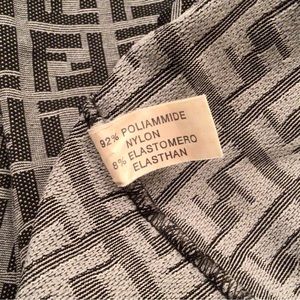 92% POLIAMMIDE
NYLON
8% ELASTOMERO
ELASTHAN